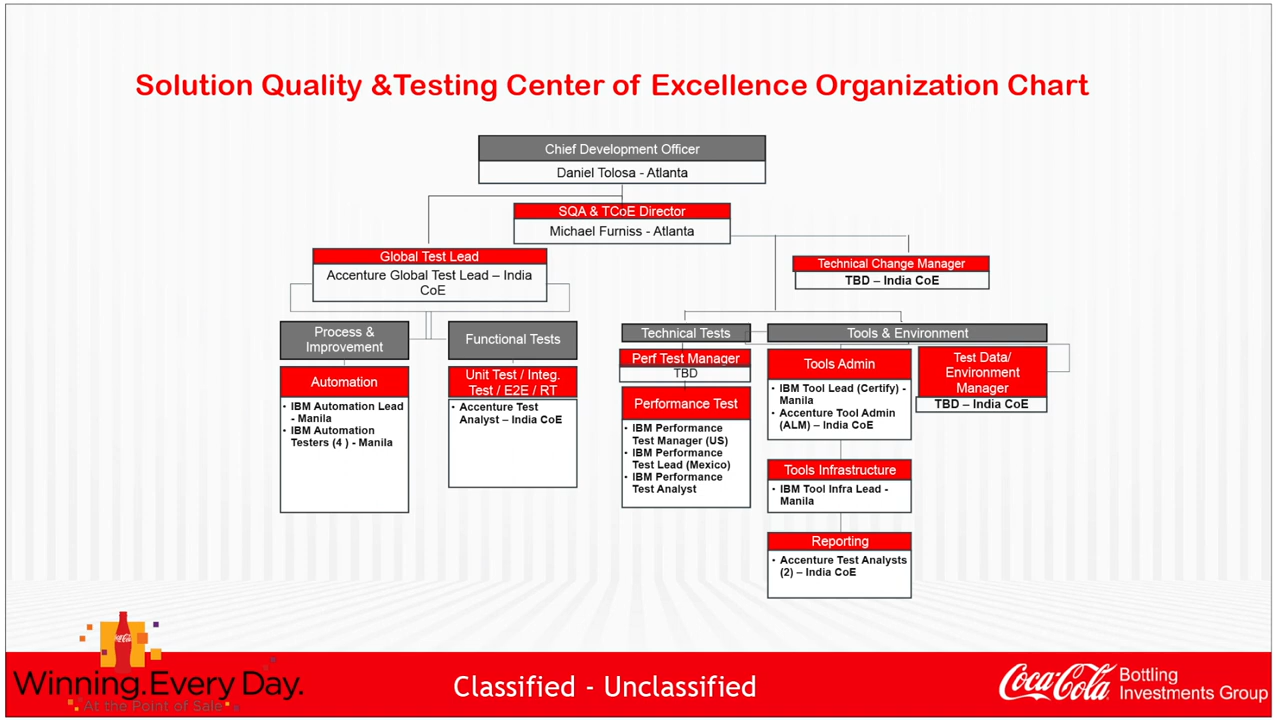 Solution Quality &Testing Center of Excellence Organization Chart
Chief Development Officer
Daniel Tolosa - Atlanta
SQA & TCoE Director
Michael Furniss - Atlanta
Global Test Lead
Accenture Global Test Lead – India
CoE
Technical Change Manager
TBD – India CoE
Process &
Improvement
Automation
• IBM Automation Lead
- Manila
• IBM Automation
Testers (4 ) - Manila
Functional Tests
Unit Test / Integ.
Test / E2E / RT
• Accenture Test
Analyst – India CoE
Technical Tests
Perf Test Manager
TBD
Performance Test
• IBM Performance
Test Manager (US)
• IBM Performance
Test Lead (Mexico)
• IBM Performance
Test Analyst
Tools & Environment
Tools Admin
• IBM Tool Lead (Certify) -
Manila
• Accenture Tool Admin
(ALM) – India CoE
Test Data/
Environment
Manager
TBD – India CoE
Tools Infrastructure
• IBM Tool Infra Lead -
Manila
Reporting
• Accenture Test Analysts
(2) – India CoE
Winning.Every Day.
At the Point of Sale
Classified - Unclassified
Coca-Cola
Bottling
Investments Group